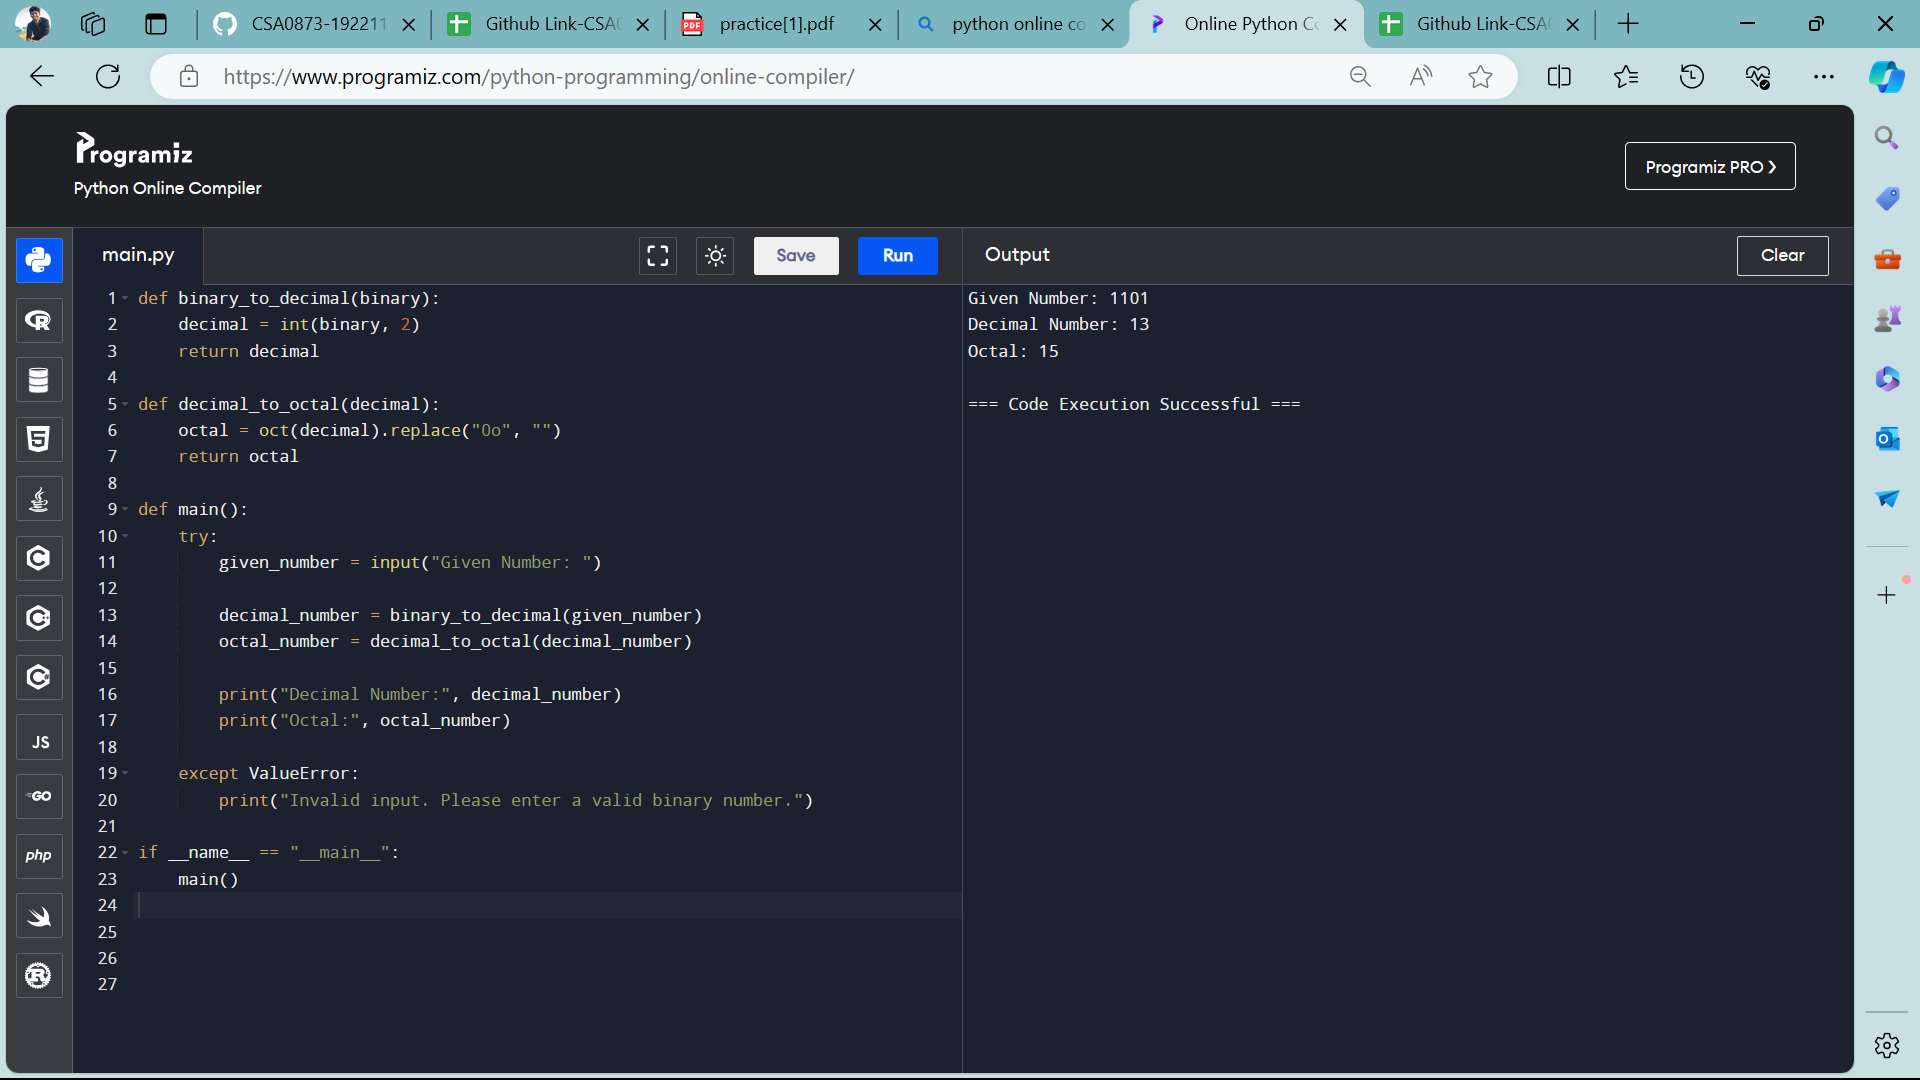 CSA0873-192211
Github Link-CSA0
practice[1].pdf
python online co
Online Python Co
Github Link-CSA0
https://www.programiz.com/python-programming/online-compiler/
Programiz
Python Online Compiler
Programiz PRO ❯
main.py
Save
Run
Output
Clear
1 def binary_to_decimal(binary):
2     decimal = int(binary, 2)
3     return decimal
4
5 def decimal_to_octal(decimal):
6     octal = oct(decimal).replace("0o", "")
7     return octal
8
9 def main():
10     try:
11         given_number = input("Given Number: ")
12
13         decimal_number = binary_to_decimal(given_number)
14         octal_number = decimal_to_octal(decimal_number)
15
16         print("Decimal Number:", decimal_number)
17         print("Octal:", octal_number)
18
19     except ValueError:
20         print("Invalid input. Please enter a valid binary number.")
21
22 if __name__ == "__main__":
23     main()
24
25
26
27
Given Number: 1101
Decimal Number: 13
Octal: 15
=== Code Execution Successful ===
JS
GO
php